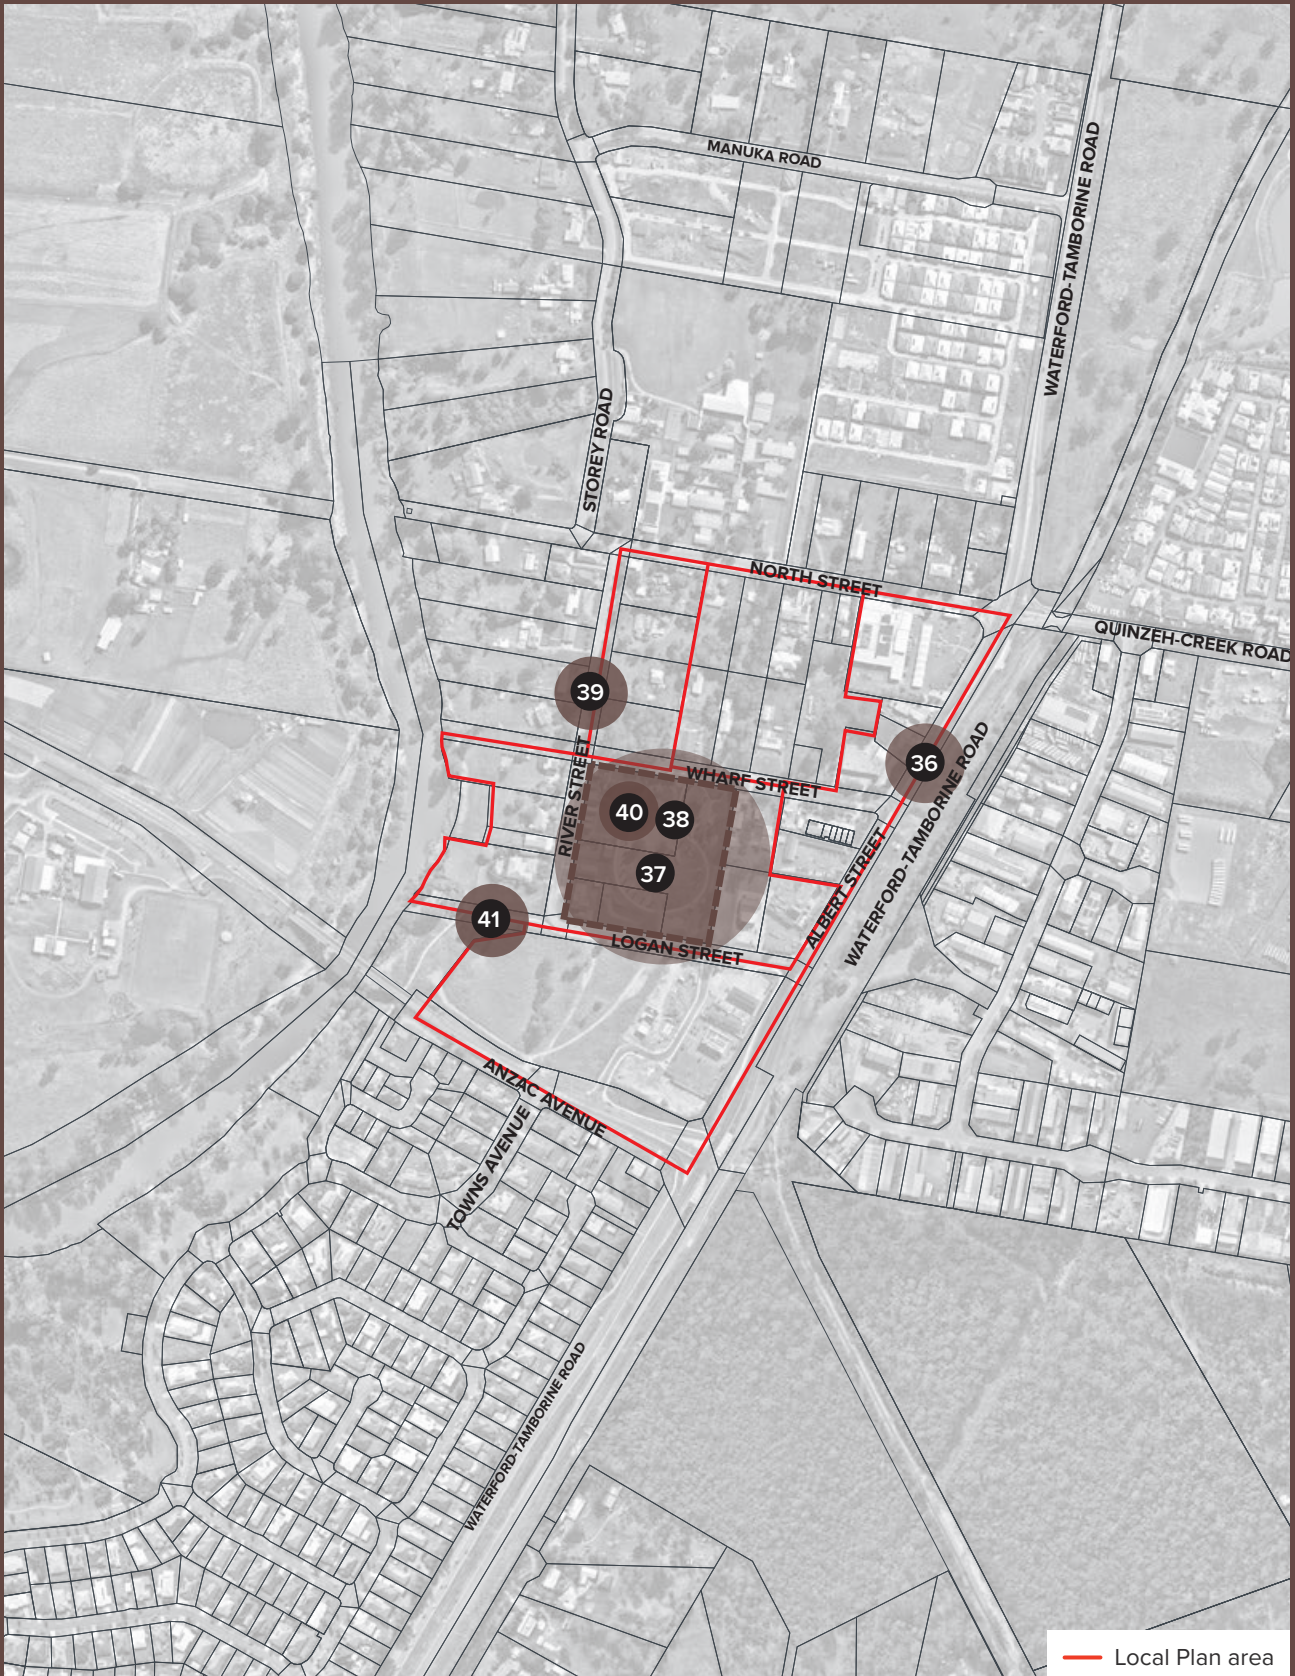 MANUKA ROAD
WATERFORD-TAMBORINE ROAD
STOREY ROAD
NORTH STREET
QUINZEH-CREEK ROAD
39
RIVER STREET
WHARF STREET
36
WATERFORD-TAMBORINE ROAD
40
38
37
ALBERT STREET
41
LOGAN STREET
ANZAC AVENUE
TOWNS AVENUE
WATERFORD-TAMBORINE ROAD
Local Plan area